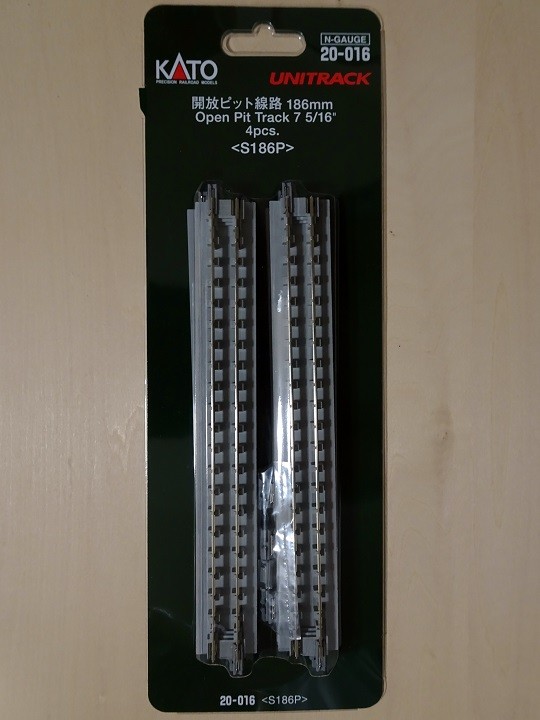 N-GAUGE
20-016
KATO
PRECISION RAILROAD MODELS
UNITRACK
開放ピット線路 186mm
Open Pit Track 7 5/16"
4pcs.
<S186P>
20-016 <S186P>